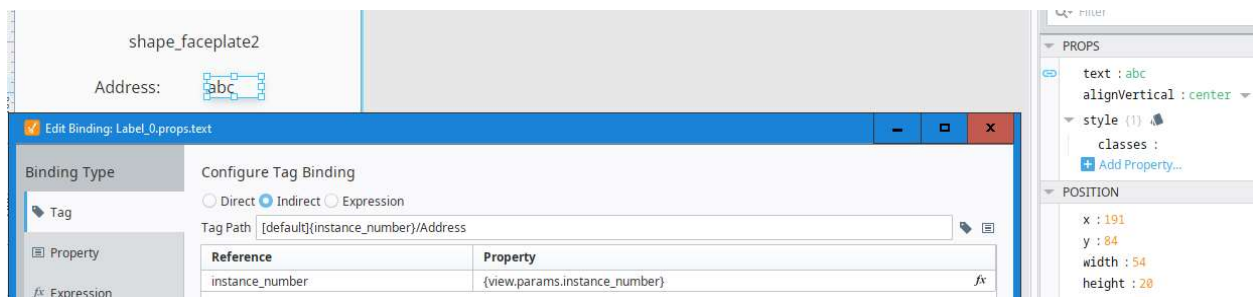 Filter
shape_faceplate2
PROPS
text : abc
Address: abc
alignVertical : center
style {1}
Edit Binding: Label_0.props.text
classes :
Binding Type
Configure Tag Binding
Add Property...
Direct Indirect Expression
POSITION
Tag
Tag Path [default]{instance_number}/Address
x : 191
y : 84
Property
Reference Property
width : 54
instance_number {view.params.instance_number} fx
height : 20
fx Expression